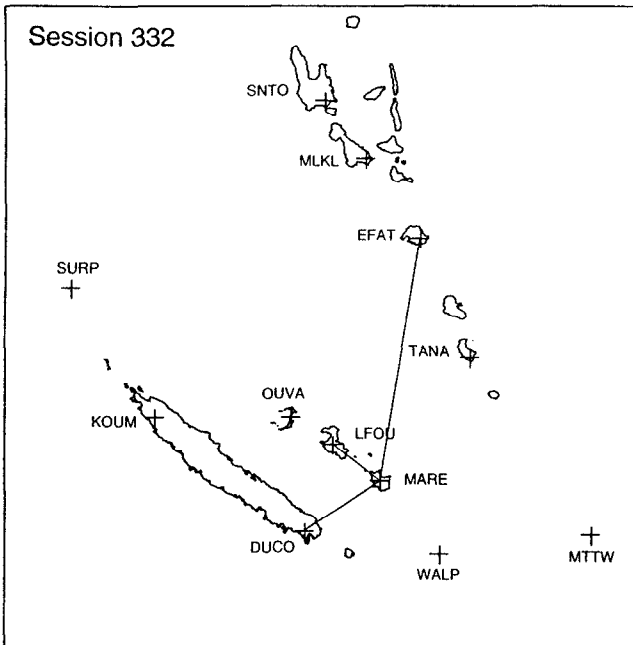 Session 332
SNTO
MLKL
EFAT
SURP
TANA
OUVA
KOUM
LFOU
MARE
DUCO
WALP
MTTW